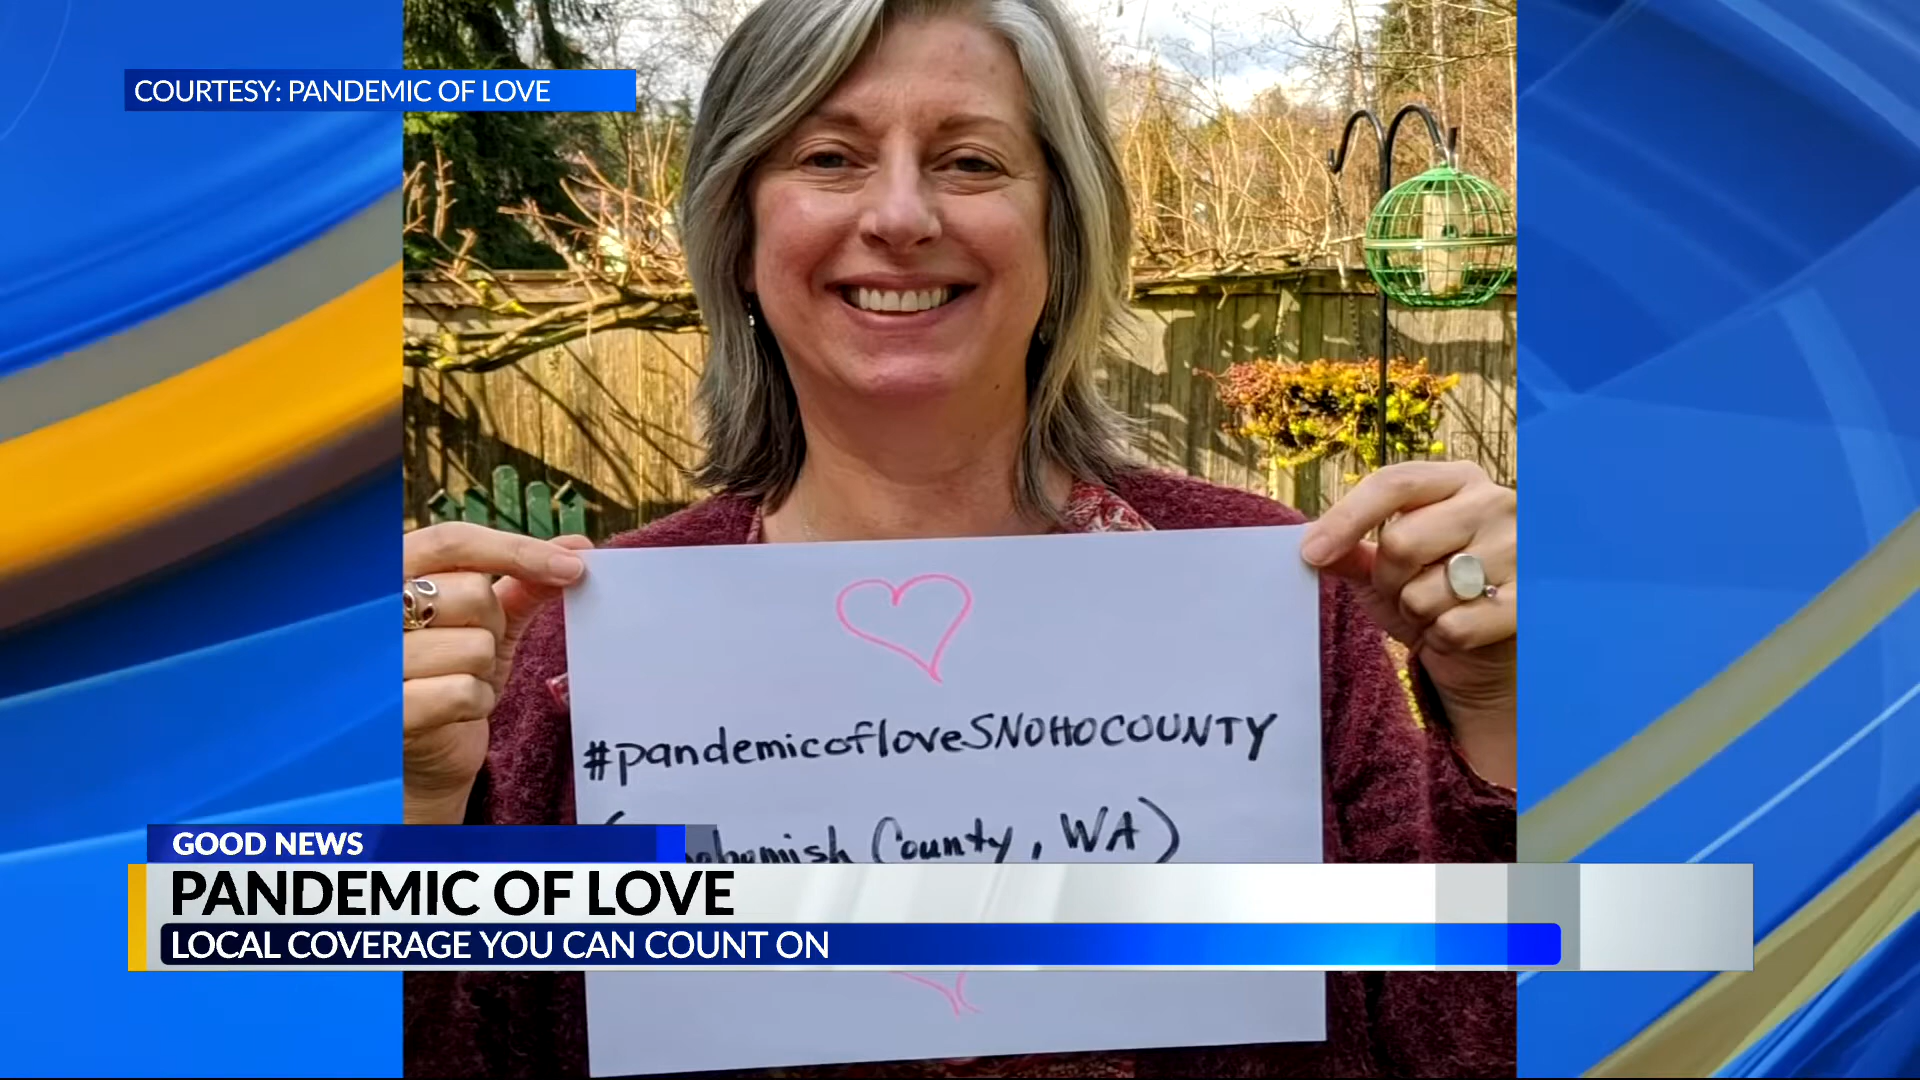 COURTESY: PANDEMIC OF LOVE
#pandemicofloveSNOHOCOUNTY
County, WA)
GOOD NEWS
PANDEMIC OF LOVE
LOCAL COVERAGE YOU CAN COUNT ON